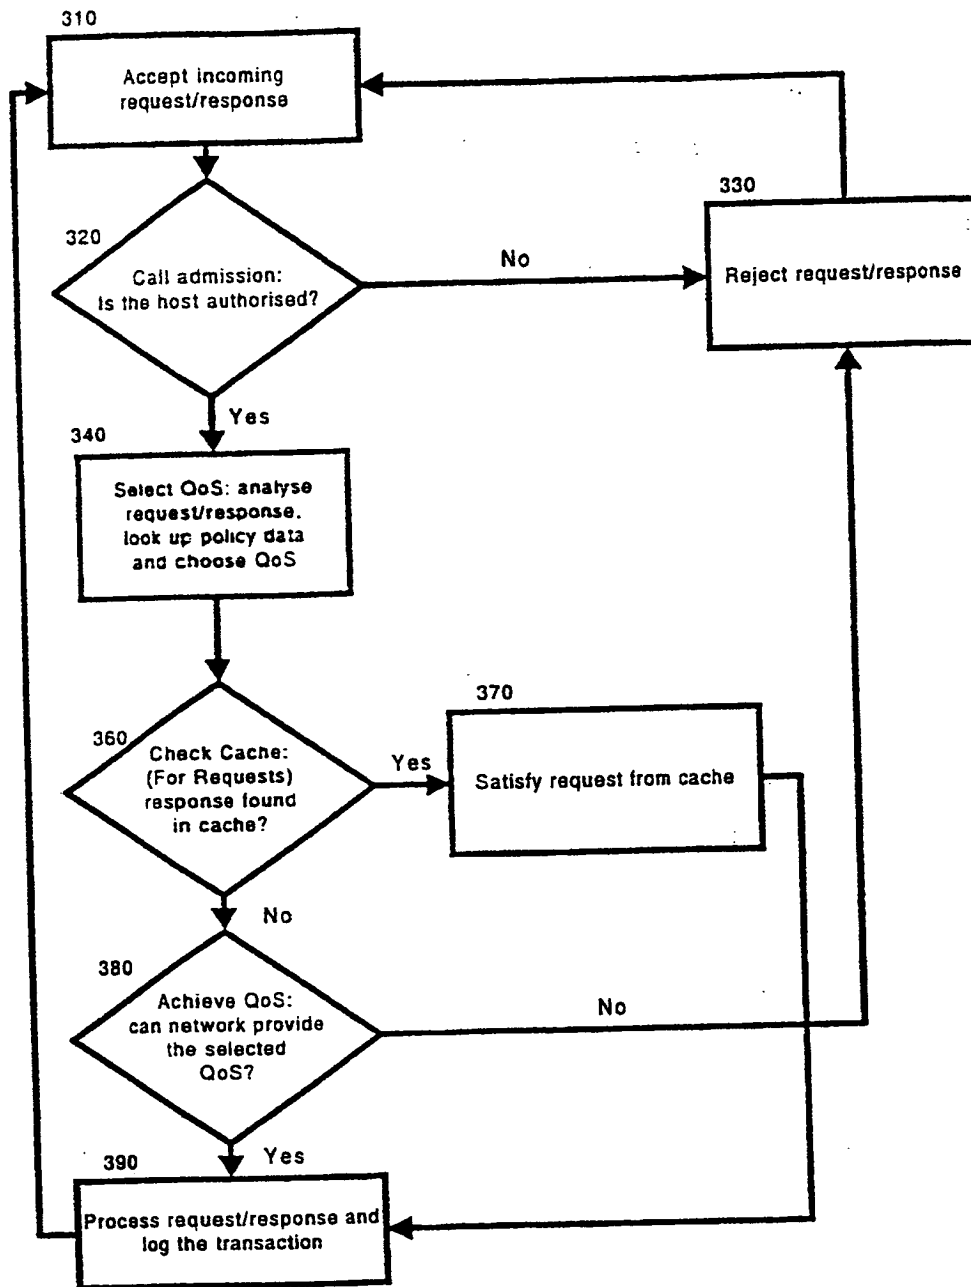 310
Accept incoming
request/response
320
Call admission:
Is the host authorised?
No
330
Reject request/response
Yes
340
Select QoS: analyse
request/response.
look up policy data
and choose QoS
360
Check Cache:
(For Requests)
response found
in cache?
Yes
370
Satisfy request from cache
No
380
Achieve QoS:
can network provide
the selected
QoS?
No
Yes
390
Process request/response and
log the transaction